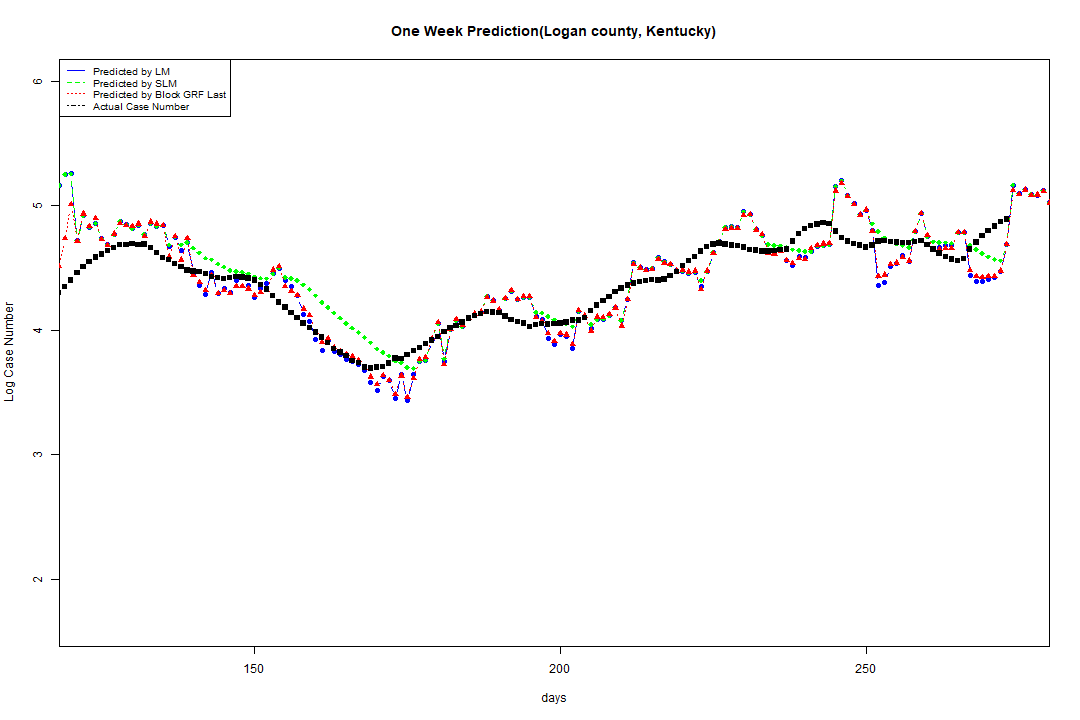 One Week Prediction(Logan county, Kentucky)
Predicted by LM
Predicted by SLM
Predicted by Block GRF Last
Actual Case Number
6
5
4
3
2
Log Case Number
150
200
250
days